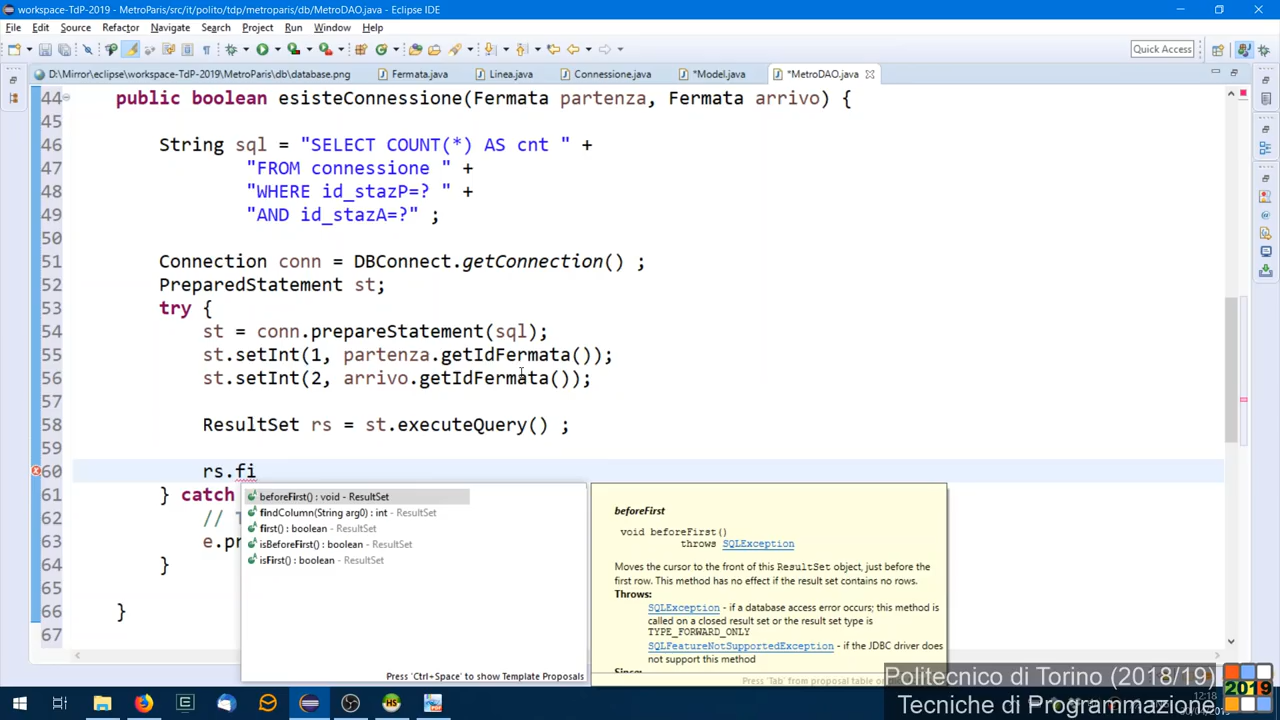 workspace-TdP-2019 - MetroParis/src/it/polito/tdp/metroparis/db/MetroDAO.java - Eclipse IDE
File Edit Source Refactor Navigate Search Project Run Window Help
Quick Access
D:\Mirror\eclipse\workspace-TdP-2019\MetroParis\db\database.png Fermata.java Linea.java Connessione.java *Model.java *MetroDAO.java
44 public boolean esisteConnessione(Fermata partenza, Fermata arrivo) {
45
46 String sql = "SELECT COUNT(*) AS cnt " +
47 "FROM connessione " +
48 "WHERE id_stazP=? " +
49 "AND id_stazA=?" ;
50
51 Connection conn = DBConnect.getConnection() ;
52 PreparedStatement st;
53 try {
54 st = conn.prepareStatement(sql);
55 st.setInt(1, partenza.getIdFermata());
56 st.setInt(2, arrivo.getIdFermata());
57
58 ResultSet rs = st.executeQuery() ;
59
60 rs.fi
61 } catch
62 // T
63 e.pr
64 }
65
66 }
67
beforeFirst() : void - ResultSet
findColumn(String arg0) : int - ResultSet
first() : boolean - ResultSet
isBeforeFirst() : boolean - ResultSet
isFirst() : boolean - ResultSet
Press 'Ctrl+Space' to show Template Proposals
beforeFirst
void beforeFirst()
throws SQLException
Moves the cursor to the front of this ResultSet object, just before the
first row. This method has no effect if the result set contains no rows.
Throws:
SQLException - if a database access error occurs; this method is
called on a closed result set or the result set type is
TYPE_FORWARD_ONLY
SQLFeatureNotSupportedException - if the JDBC driver does
not support this method
Press 'Tab' from proposal table or
Politecnico di Torino (2018/19)
Tecniche di Programmazione
2019
12:18